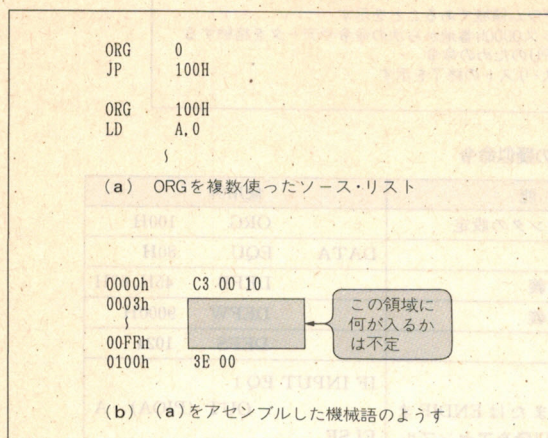 ORG 0
JP 100H
ORG 100H
LD A,0
∫
(a) ORGを複数使ったソース・リスト
0000h C3 00 10
0003h
∫
00FFh
0100h 3E 00
この領域に
何が入るか
は不定
(b) (a)をアセンブルした機械語のようす